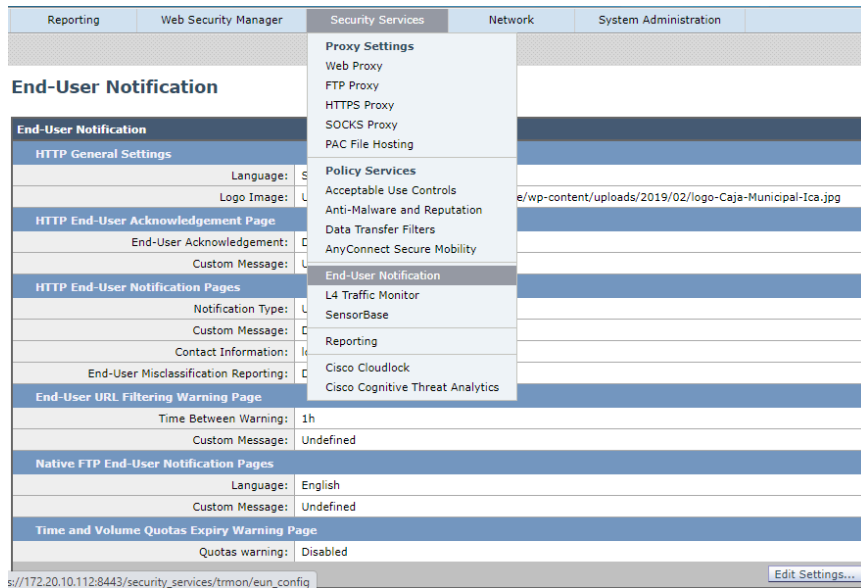 Reporting Web Security Manager Security Services Network System Administration
Proxy Settings
Web Proxy
FTP Proxy
HTTPS Proxy
SOCKS Proxy
PAC File Hosting
Policy Services
Acceptable Use Controls
Anti-Malware and Reputation
Data Transfer Filters
AnyConnect Secure Mobility
End-User Notification
L4 Traffic Monitor
SensorBase
Reporting
Cisco Cloudlock
Cisco Cognitive Threat Analytics
End-User Notification
End-User Notification
HTTP General Settings
Language: S
Logo Image: U e/wp-content/uploads/2019/02/logo-Caja-Municipal-Ica.jpg
HTTP End-User Acknowledgement Page
End-User Acknowledgement: D
Custom Message: U
HTTP End-User Notification Pages
Notification Type: U
Custom Message: D
Contact Information:
End-User Misclassification Reporting:
End-User URL Filtering Warning Page
Time Between Warning: 1h
Custom Message: Undefined
Native FTP End-User Notification Pages
Language: English
Custom Message: Undefined
Time and Volume Quotas Expiry Warning Page
Quotas warning: Disabled
Edit Settings...
s://172.20.10.112:8443/security_services/trmon/eun_config